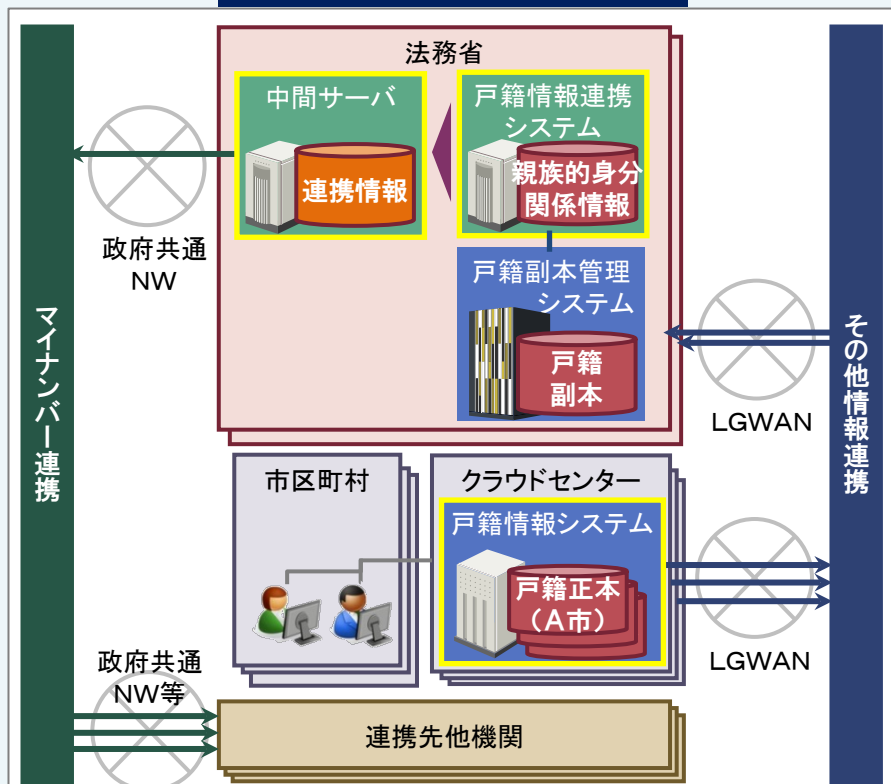 法務省
中間サーバ
連携情報
戸籍情報連携
システム
親族的身分
関係情報
政府共通
NW
戸籍副本管理
システム
戸籍
副本
LGWAN
マイナンバー連携
その他情報連携
市区町村
クラウドセンター
戸籍情報システム
戸籍正本
（A市）
LGWAN
政府共通
NW等
連携先他機関